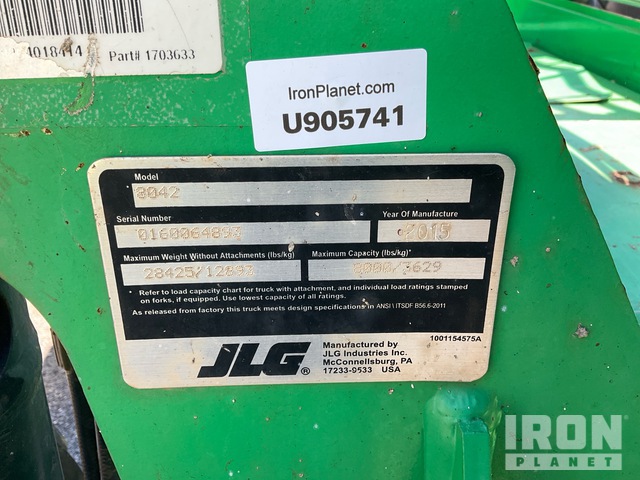 4018414 Part# 1703633
IronPlanet.com
U905741
Model
8042
Serial Number
0160064893
Year Of Manufacture
2015
Maximum Weight Without Attachments (lbs/kg)
28425/12893
Maximum Capacity (lbs/kg)*
8000/3629
Refer to load capacity chart for truck with attachment, and individual load ratings stamped
on forks, if equipped. Use lowest capacity of all ratings.
As released from factory this truck meets design specifications in ANSI \ ITSDF B56.6-2011
JLG®
Manufactured by
JLG Industries Inc.
McConnellsburg, PA
17233-9533 USA
1001154575A
IRON
PLANET